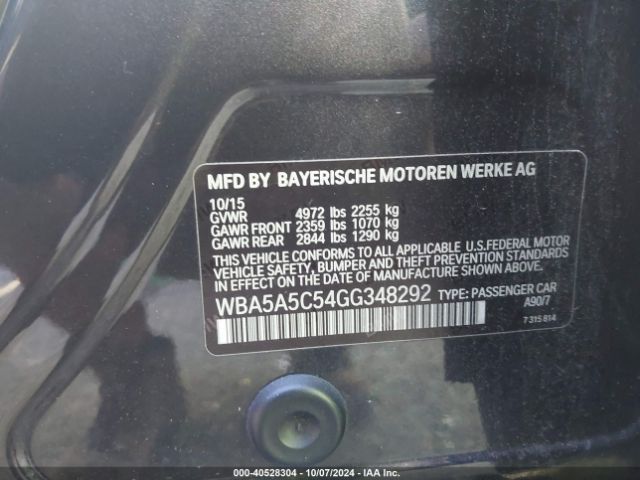 MFD BY BAYERISCHE MOTOREN WERKE AG
10/15
GVWR 4972 lbs 2255 kg
GAWR FRONT 2359 lbs 1070 kg
GAWR REAR 2844 lbs 1290 kg
THIS VEHICLE CONFORMS TO ALL APPLICABLE U.S.FEDERAL MOTOR
VEHICLE SAFETY, BUMPER AND THEFT PREVENTION STANDARDS
IN EFFECT ON THE DATE OF MANUFACTURE SHOWN ABOVE.
WBA5A5C54GG348292 TYPE: PASSENGER CAR
A90/7
7 315 814
000-40528304 | 10/07/2024 | IAA Inc.